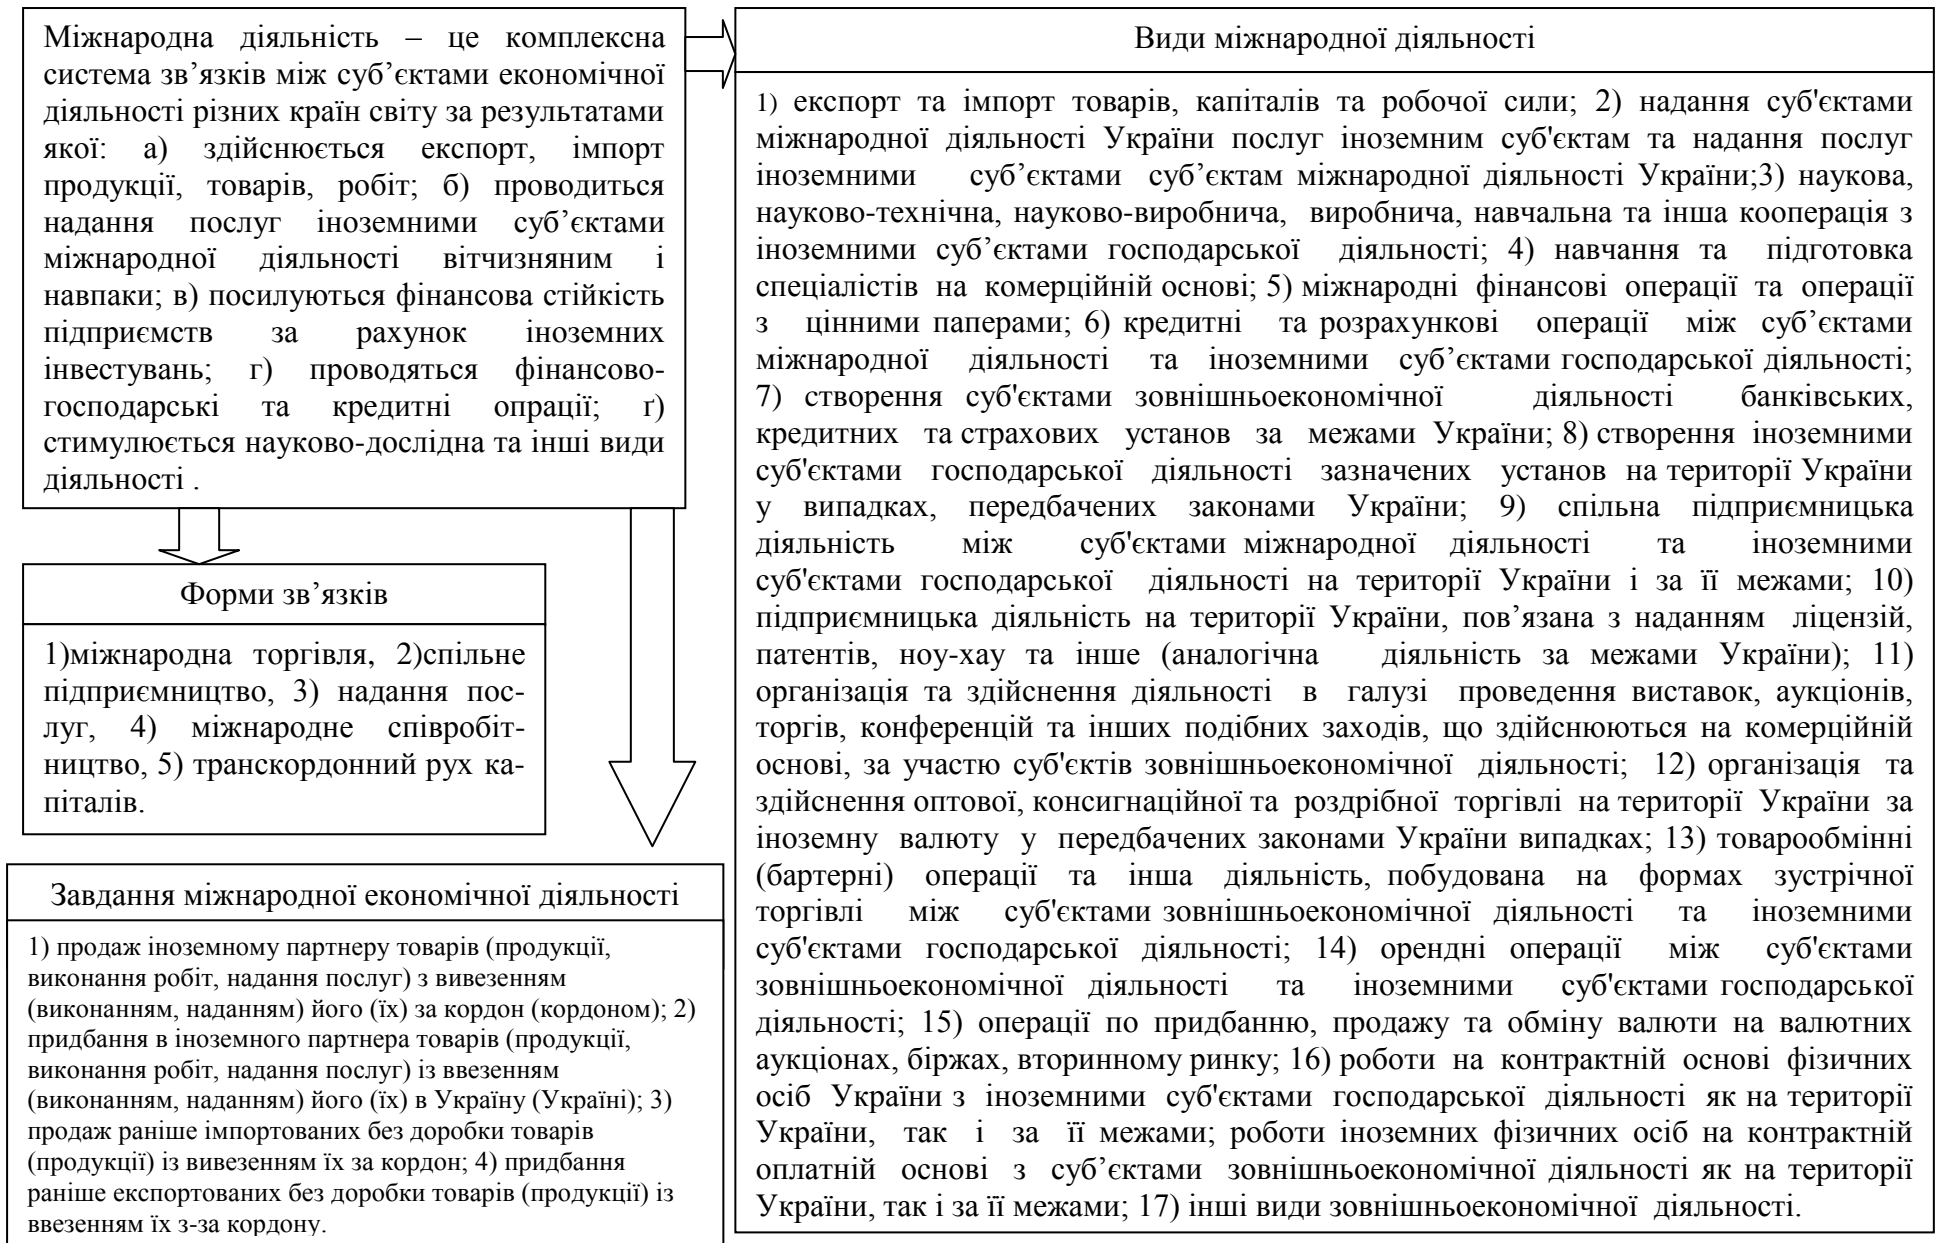 Міжнародна діяльність – це комплексна
система зв’язків між суб’єктами економічної
діяльності різних країн світу за результатами
якої: а) здійснюється експорт, імпорт
продукції, товарів, робіт; б) проводиться
надання послуг іноземними суб’єктами
міжнародної діяльності вітчизняним і
навпаки; в) посилуються фінансова стійкість
підприємств за рахунок іноземних
інвестувань; г) проводяться фінансово-
господарські та кредитні опрації; ґ)
стимулюється науково-дослідна та інші види
діяльності .
Форми зв’язків
1)міжнародна торгівля, 2)спільне
підприємництво, 3) надання пос-
луг, 4) міжнародне співробіт-
ництво, 5) транскордонний рух ка-
піталів.
Завдання міжнародної економічної діяльності
1) продаж іноземному партнеру товарів (продукції,
виконання робіт, надання послуг) з вивезенням
(виконанням, наданням) його (їх) за кордон (кордоном); 2)
придбання в іноземного партнера товарів (продукції,
виконання робіт, надання послуг) із ввезенням
(виконанням, наданням) його (їх) в Україну (Україні); 3)
продаж раніше імпортованих без доробки товарів
(продукції) із вивезенням їх за кордон; 4) придбання
раніше експортованих без доробки товарів (продукції) із
ввезенням їх з-за кордону.
Види міжнародної діяльності
1) експорт та імпорт товарів, капіталів та робочої сили; 2) надання суб'єктами
міжнародної діяльності України послуг іноземним суб'єктам та надання послуг
іноземними суб’єктами суб’єктам міжнародної діяльності України;3) наукова,
науково-технічна, науково-виробнича, виробнича, навчальна та інша кооперація з
іноземними суб’єктами господарської діяльності; 4) навчання та підготовка
спеціалістів на комерційній основі; 5) міжнародні фінансові операції та операції
з цінними паперами; 6) кредитні та розрахункові операції між суб’єктами
міжнародної діяльності та іноземними суб’єктами господарської діяльності;
7) створення суб'єктами зовнішньоекономічної діяльності банківських,
кредитних та страхових установ за межами України; 8) створення іноземними
суб'єктами господарської діяльності зазначених установ на території України
у випадках, передбачених законами України; 9) спільна підприємницька
діяльність між суб'єктами міжнародної діяльності та іноземними
суб'єктами господарської діяльності на території України і за її межами; 10)
підприємницька діяльність на території України, пов’язана з наданням ліцензій,
патентів, ноу-хау та інше (аналогічна діяльність за межами України); 11)
організація та здійснення діяльності в галузі проведення виставок, аукціонів,
торгів, конференцій та інших подібних заходів, що здійснюються на комерційній
основі, за участю суб'єктів зовнішньоекономічної діяльності; 12) організація та
здійснення оптової, консигнаційної та роздрібної торгівлі на території України за
іноземну валюту у передбачених законами України випадках; 13) товарообмінні
(бартерні) операції та інша діяльність, побудована на формах зустрічної
торгівлі між суб'єктами зовнішньоекономічної діяльності та іноземними
суб'єктами господарської діяльності; 14) орендні операції між суб'єктами
зовнішньоекономічної діяльності та іноземними суб'єктами господарської
діяльності; 15) операції по придбанню, продажу та обміну валюти на валютних
аукціонах, біржах, вторинному ринку; 16) роботи на контрактній основі фізичних
осіб України з іноземними суб'єктами господарської діяльності як на території
України, так і за її межами; роботи іноземних фізичних осіб на контрактній
оплатній основі з суб’єктами зовнішньоекономічної діяльності як на території
України, так і за її межами; 17) інші види зовнішньоекономічної діяльності.